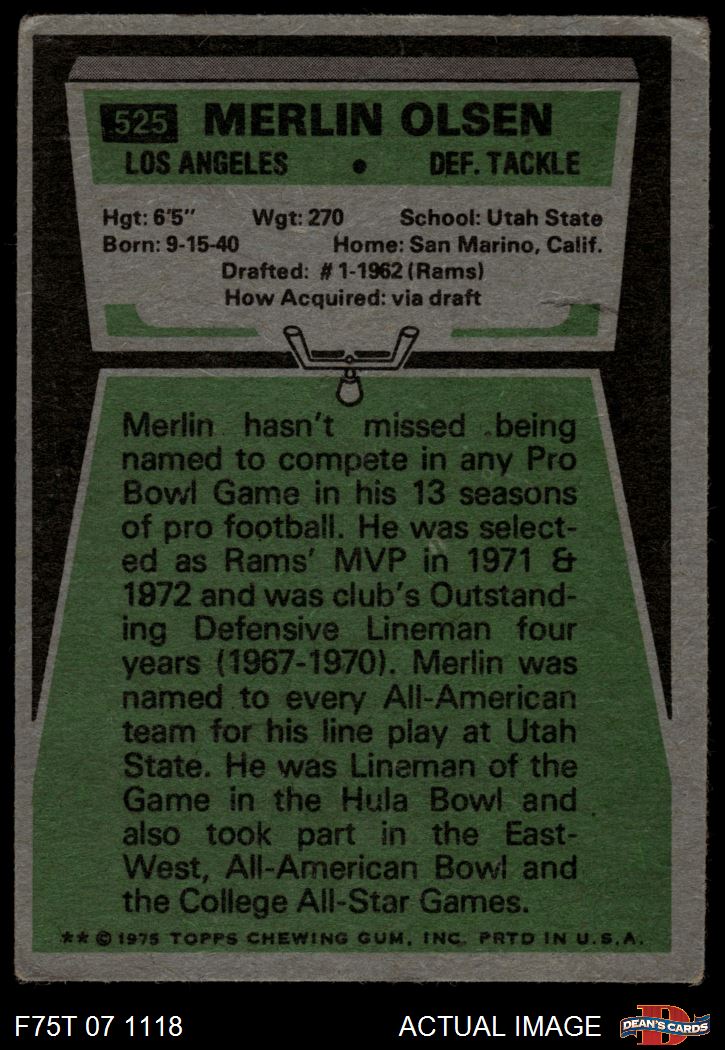 525 MERLIN OLSEN
LOS ANGELES • DEF. TACKLE
Hgt: 6'5" Wgt: 270 School: Utah State
Born: 9-15-40 Home: San Marino, Calif.
Drafted: #1-1962 (Rams)
How Acquired: via draft
Merlin hasn't missed being
named to compete in any Pro
Bowl Game in his 13 seasons
of pro football. He was select-
ed as Rams' MVP in 1971 &
1972 and was club's Outstand-
ing Defensive Lineman four
years (1967-1970). Merlin was
named to every All-American
team for his line play at Utah
State. He was Lineman of the
Game in the Hula Bowl and
also took part in the East-
West, All-American Bowl and
the College All-Star Games.
** © 1975 TOPPS CHEWING GUM, INC. PRTD IN U.S.A.
F75T 07 1118 ACTUAL IMAGE
D
DEAN'S CARDS